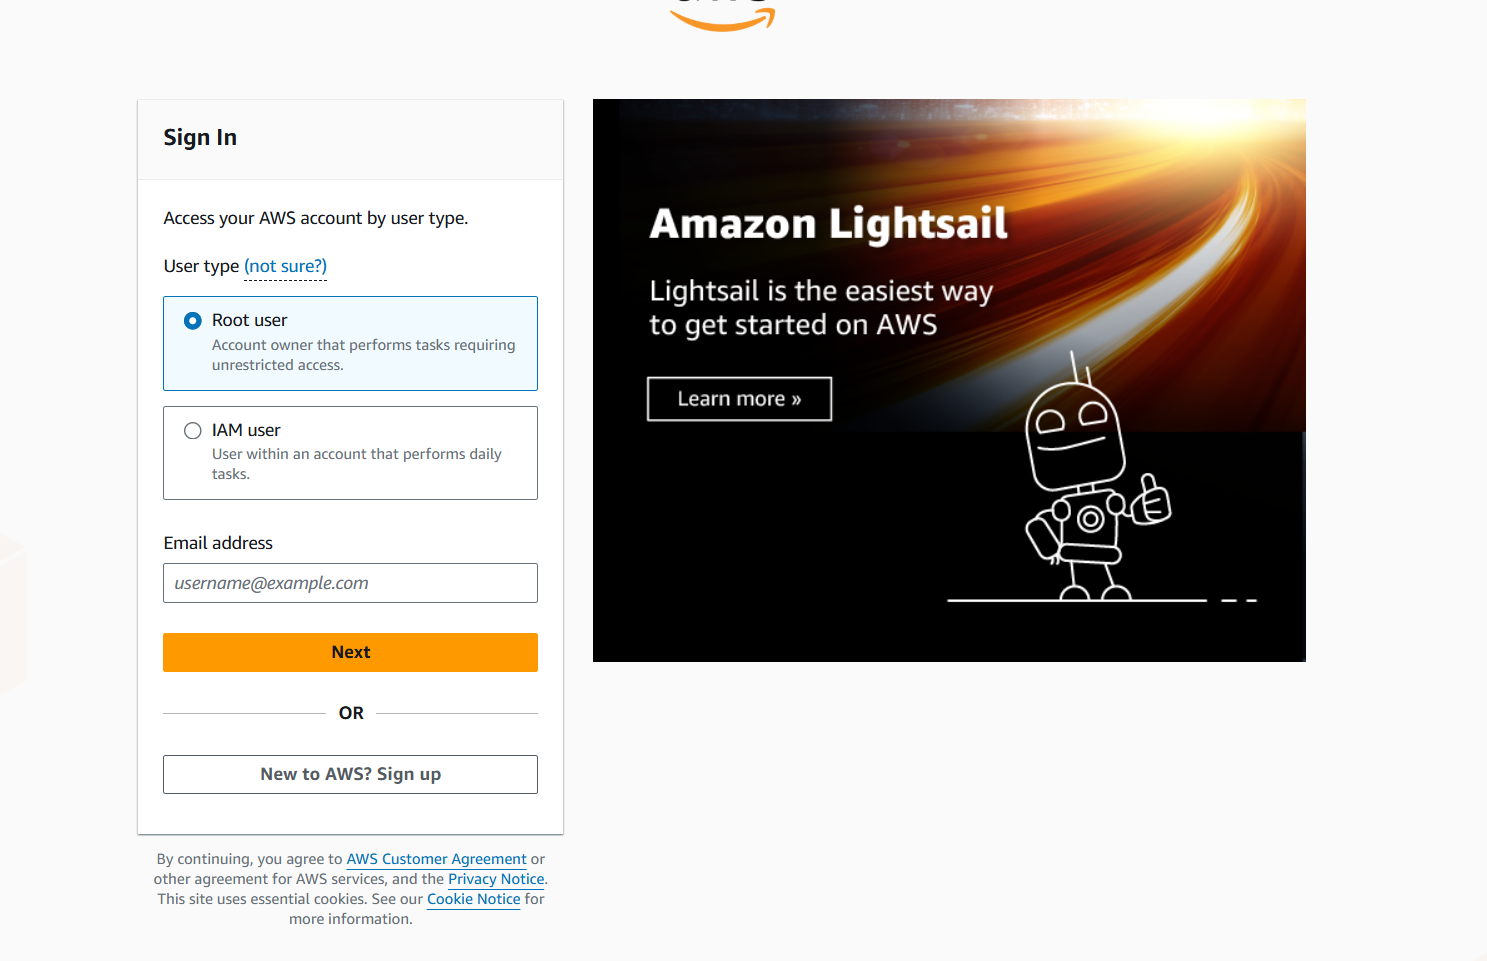 Sign In
Access your AWS account by user type.
User type (not sure?)
Root user
Account owner that performs tasks requiring
unrestricted access.
IAM user
User within an account that performs daily
tasks.
Email address
username@example.com
Next
OR
New to AWS? Sign up
By continuing, you agree to AWS Customer Agreement or
other agreement for AWS services, and the Privacy Notice.
This site uses essential cookies. See our Cookie Notice for
more information.
Amazon Lightsail
Lightsail is the easiest way
to get started on AWS
Learn more »